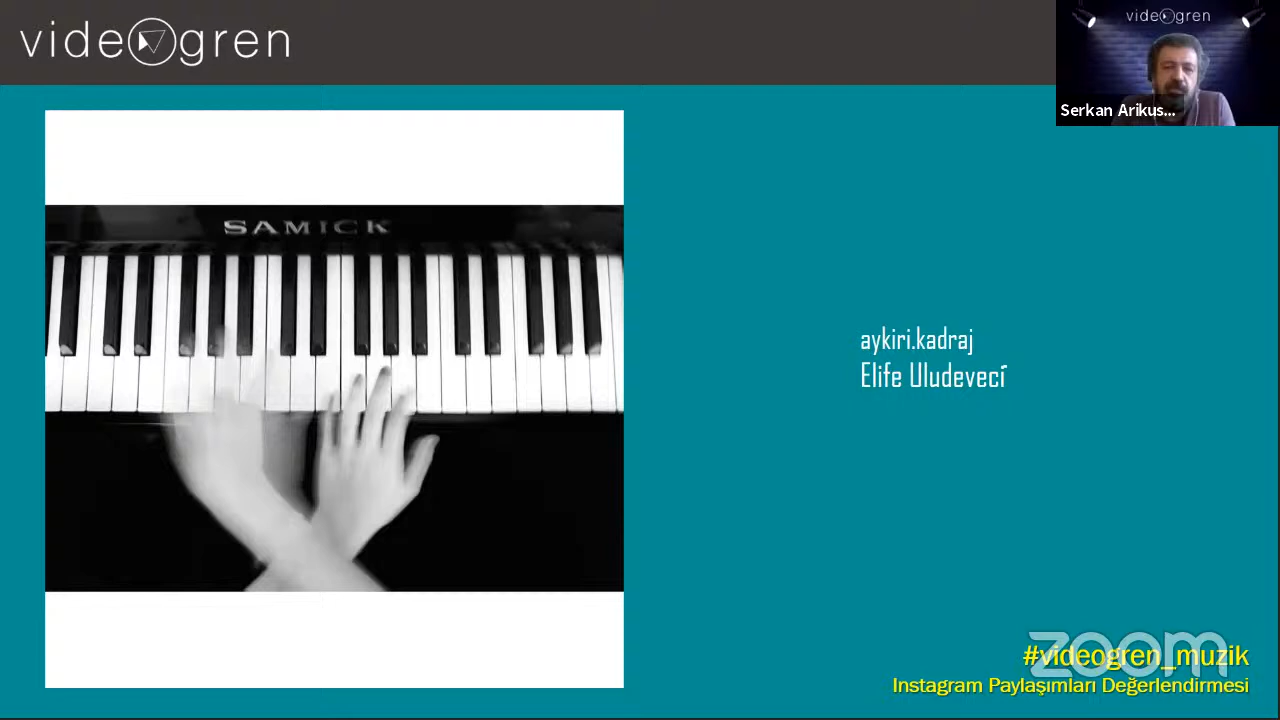 videogren
videogren
Serkan Arikus...
SAMICK
aykiri.kadraj
Elife Uludeveci
zoom
#videogren_muzik
Instagram Paylaşımları Değerlendirmesi